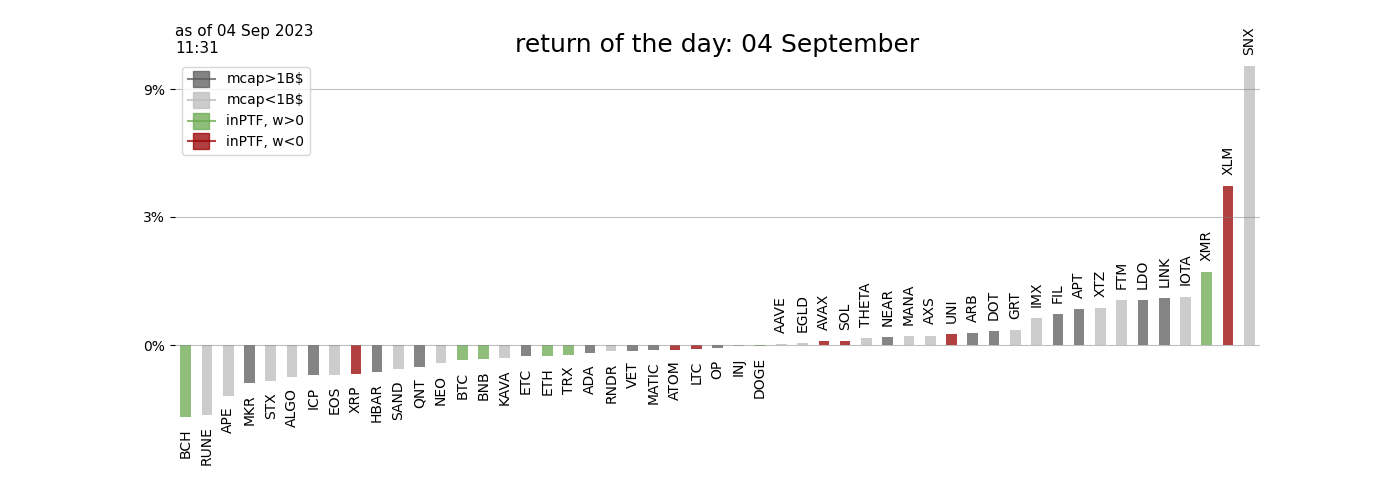 as of 04 Sep 2023
11:31
return of the day: 04 September
mcap>1B$
mcap<1B$
inPTF, w>0
inPTF, w<0
9%
3%
0%
BCH
RUNE
APE
MKR
STX
ALGO
ICP
EOS
XRP
HBAR
SAND
QNT
NEO
BTC
BNB
KAVA
ETC
ETH
TRX
ADA
RNDR
VET
MATIC
ATOM
LTC
OP
INJ
DOGE
AAVE
EGLD
AVAX
SOL
THETA
NEAR
MANA
AXS
UNI
ARB
DOT
GRT
IMX
FIL
APT
XTZ
FTM
LDO
LINK
IOTA
XMR
XLM
SNX